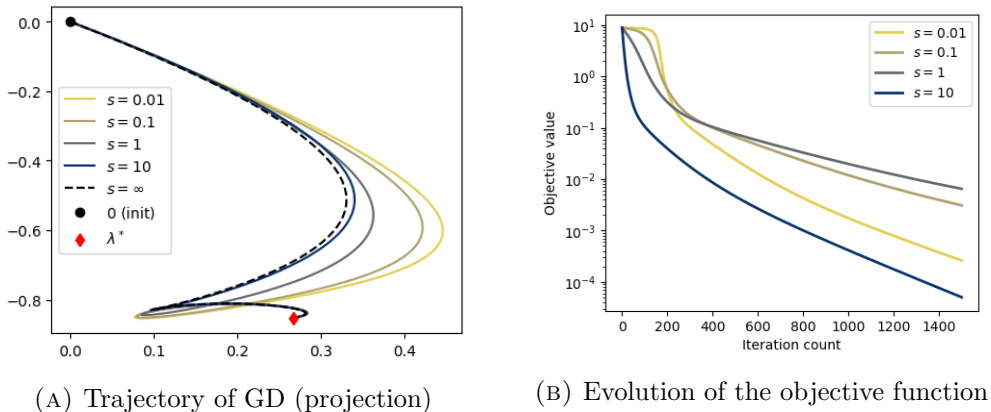 0.0
−0.2
−0.4
−0.6
−0.8
s = 0.01
s = 0.1
s = 1
s = 10
s = ∞
0 (init)
λ*
0.0 0.1 0.2 0.3 0.4
(A) Trajectory of GD (projection)
Objective value
10¹
10⁰
10⁻¹
10⁻²
10⁻³
10⁻⁴
s = 0.01
s = 0.1
s = 1
s = 10
0 200 400 600 800 1000 1200 1400
Iteration count
(B) Evolution of the objective function